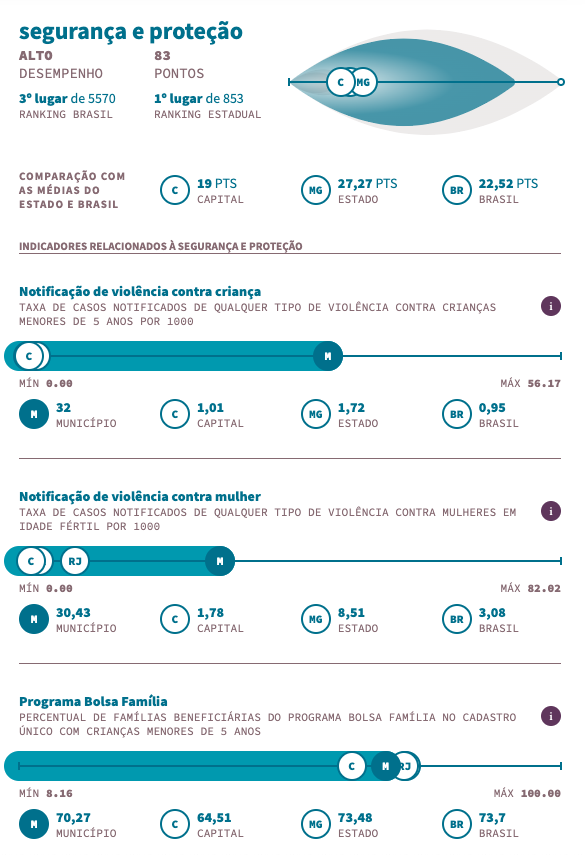 segurança e proteção
ALTO
DESEMPENHO
83
PONTOS
3º lugar de 5570
RANKING BRASIL
1º lugar de 853
RANKING ESTADUAL
C MG
COMPARAÇÃO COM
AS MÉDIAS DO
ESTADO E BRASIL
C 19 PTS
CAPITAL
MG 27,27 PTS
ESTADO
BR 22,52 PTS
BRASIL
INDICADORES RELACIONADOS À SEGURANÇA E PROTEÇÃO
Notificação de violência contra criança
TAXA DE CASOS NOTIFICADOS DE QUALQUER TIPO DE VIOLÊNCIA CONTRA CRIANÇAS
MENORES DE 5 ANOS POR 1000
i
C M
MÍN 0.00 MÁX 56.17
M 32
MUNICÍPIO
C 1,01
CAPITAL
MG 1,72
ESTADO
BR 0,95
BRASIL
Notificação de violência contra mulher
TAXA DE CASOS NOTIFICADOS DE QUALQUER TIPO DE VIOLÊNCIA CONTRA MULHERES EM
IDADE FÉRTIL POR 1000
i
C RJ M
MÍN 0.00 MÁX 82.02
M 30,43
MUNICÍPIO
C 1,78
CAPITAL
MG 8,51
ESTADO
BR 3,08
BRASIL
Programa Bolsa Família
PERCENTUAL DE FAMÍLIAS BENEFICIÁRIAS DO PROGRAMA BOLSA FAMÍLIA NO CADASTRO
ÚNICO COM CRIANÇAS MENORES DE 5 ANOS
i
C M RJ
MÍN 8.16 MÁX 100.00
M 70,27
MUNICÍPIO
C 64,51
CAPITAL
MG 73,48
ESTADO
BR 73,7
BRASIL